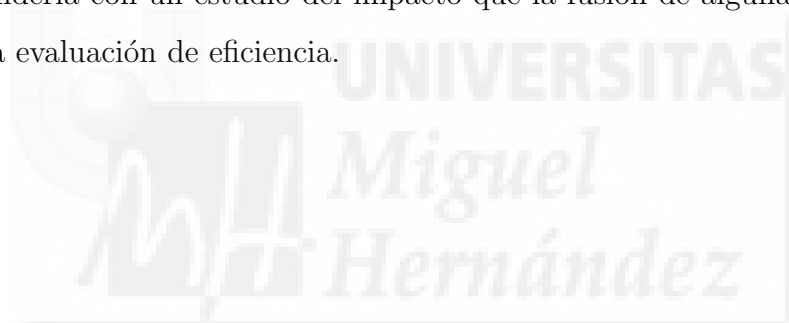 con un estudio del impacto que la fusión de alguna
evaluación de eficiencia.
UNIVERSITAS
Miguel
Hernández